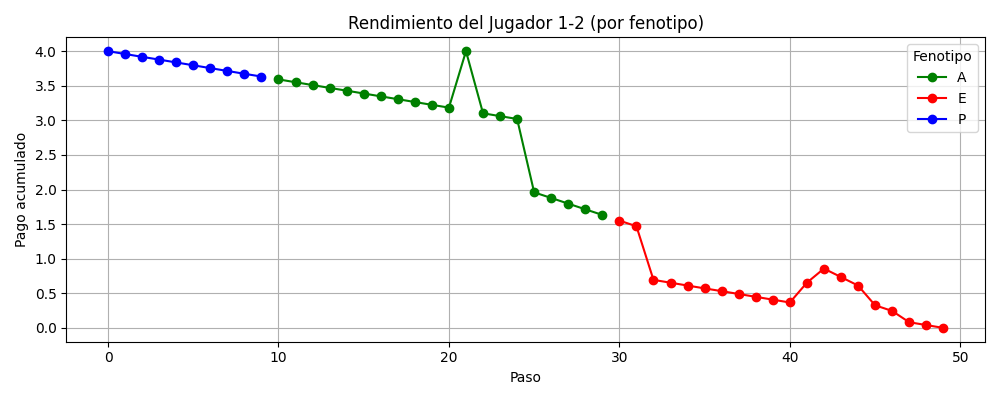 Rendimiento del Jugador 1-2 (por fenotipo)
Pago acumulado
4.0
3.5
3.0
2.5
2.0
1.5
1.0
0.5
0.0
Fenotipo
A
E
P
0
10
20
30
40
50
Paso